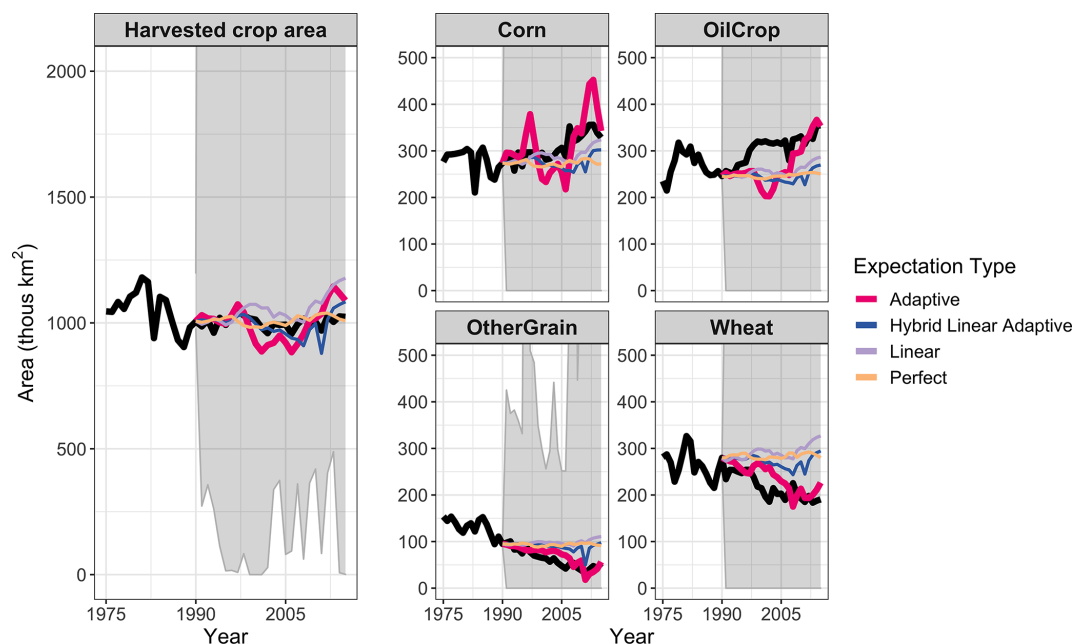 Harvested crop area
Corn
OilCrop
2000
1500
1000
500
0
Area (thous km2)
1975 1990 2005
Year
500
400
300
200
100
0
500
400
300
200
100
0
OtherGrain
Wheat
500
400
300
200
100
0
500
400
300
200
100
0
1975 1990 2005
1975 1990 2005
Year
Expectation Type
Adaptive
Hybrid Linear Adaptive
Linear
Perfect